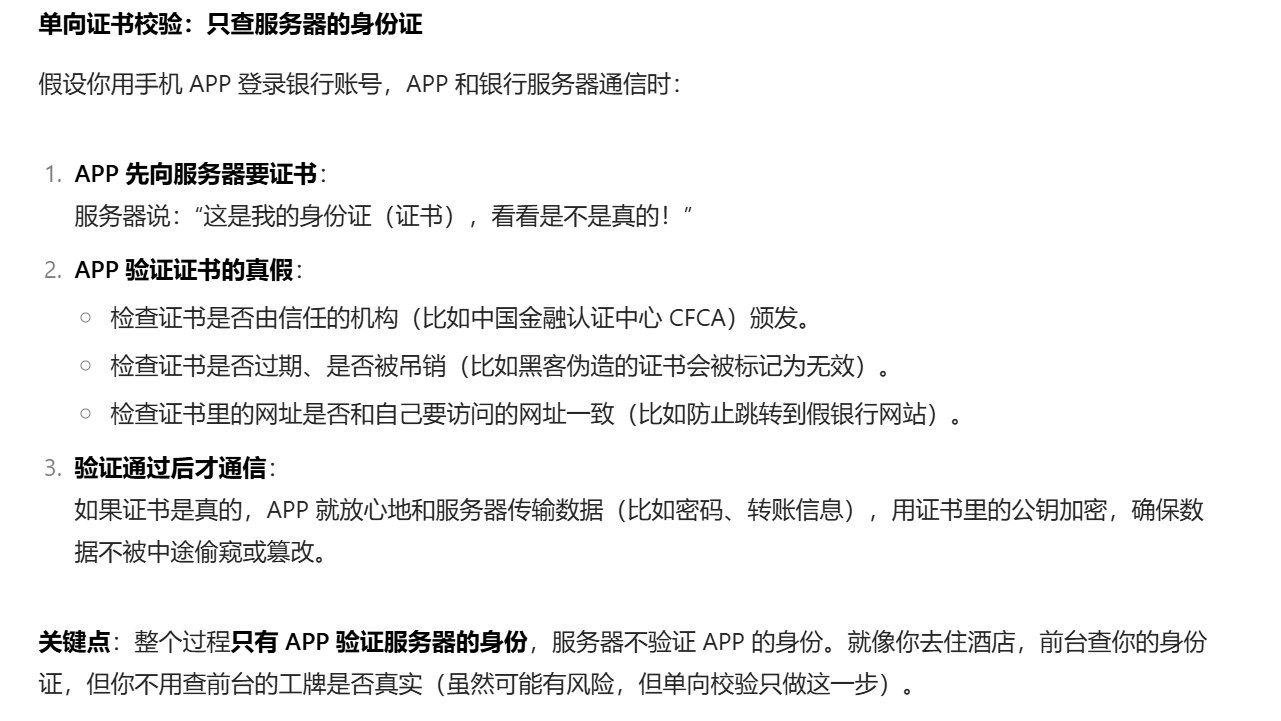 单向证书校验：只查服务器的身份证
假设你用手机 APP 登录银行账号，APP 和银行服务器通信时：
1. APP 先向服务器要证书：
服务器说：“这是我的身份证（证书），看看是不是真的！”
2. APP 验证证书的真假：
○ 检查证书是否由信任的机构（比如中国金融认证中心 CFCA）颁发。
○ 检查证书是否过期、是否被吊销（比如黑客伪造的证书会被标记为无效）。
○ 检查证书里的网址是否和自己要访问的网址一致（比如防止跳转到假银行网站）。
3. 验证通过后才通信：
如果证书是真的，APP 就放心地和服务器传输数据（比如密码、转账信息），用证书里的公钥加密，确保数
据不被中途偷窥或篡改。
关键点：整个过程只有 APP 验证服务器的身份，服务器不验证 APP 的身份。就像你去住酒店，前台查你的身份
证，但你不用查前台的工牌是否真实（虽然可能有风险，但单向校验只做这一步）。